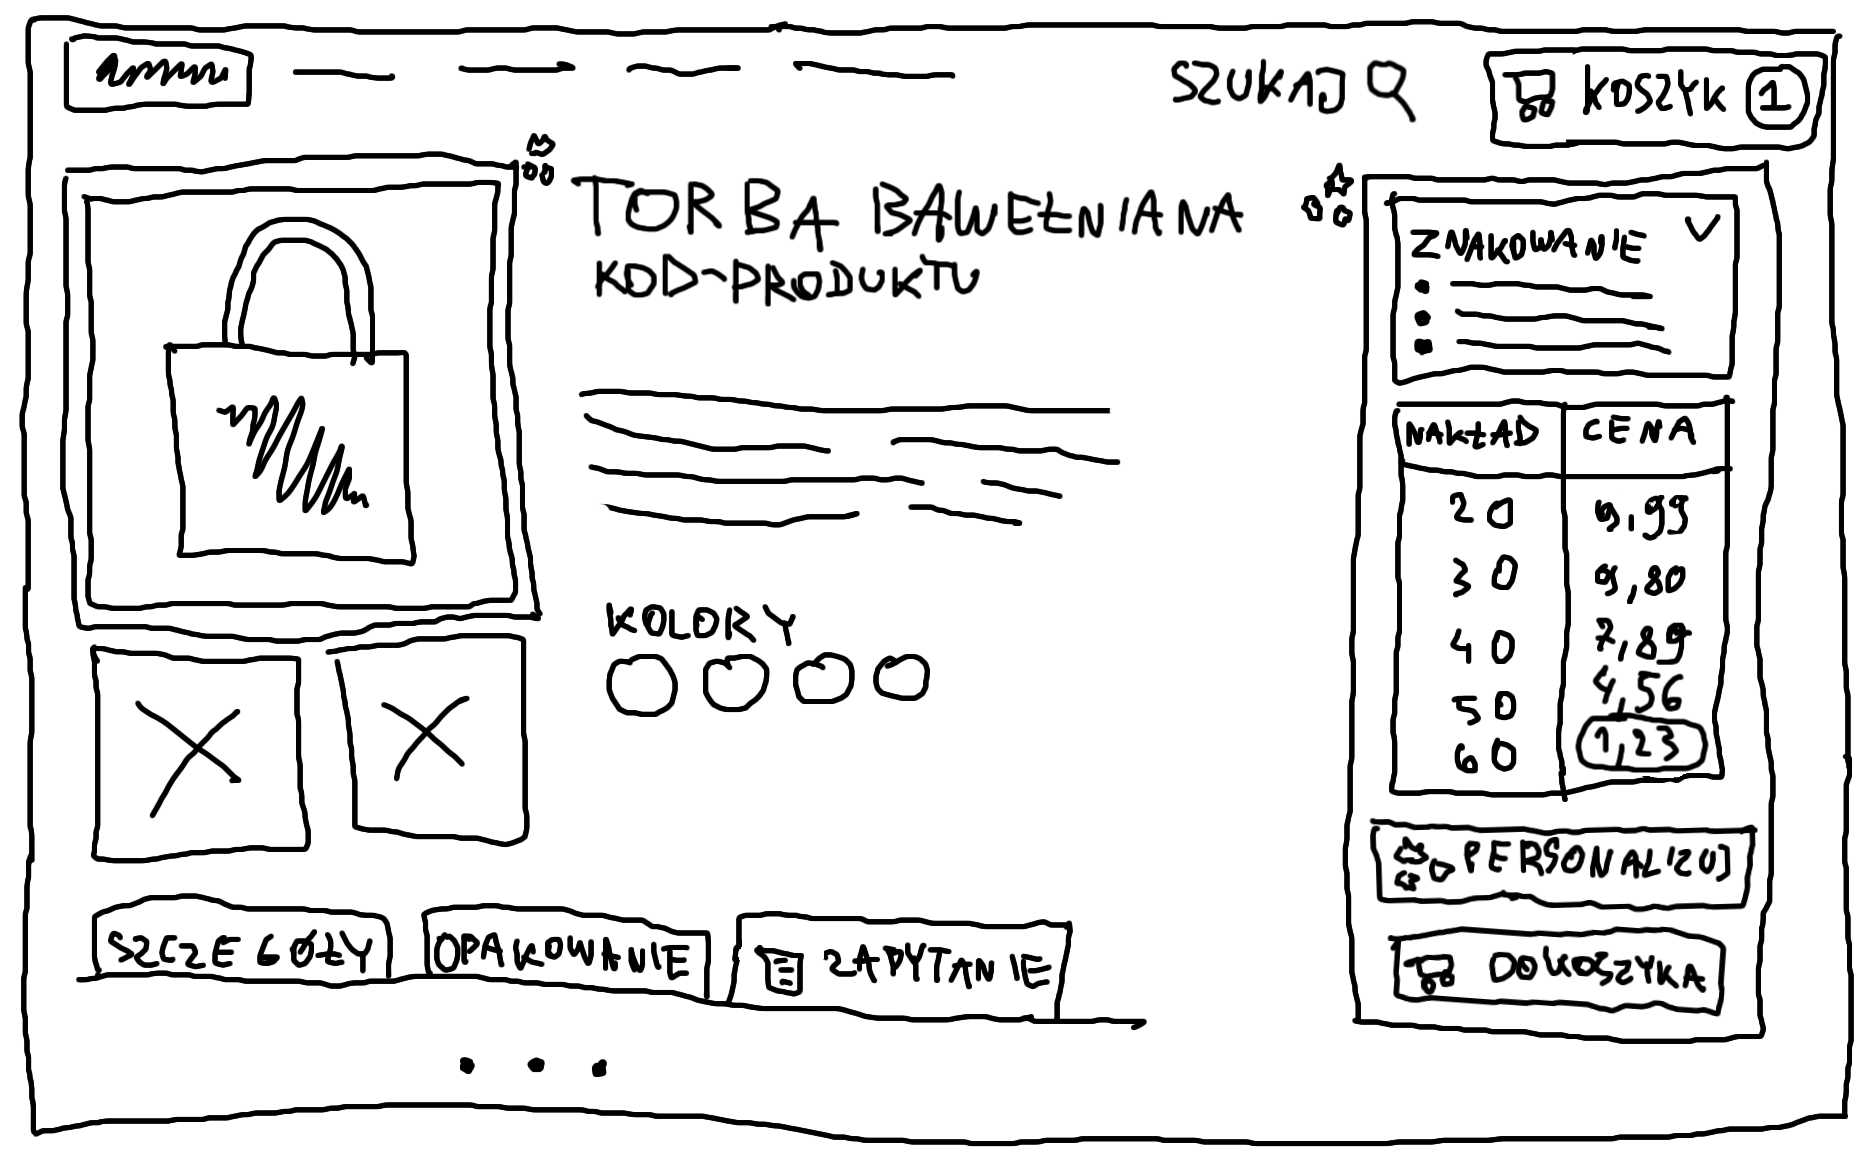 SZUKAJ
KOSZYK 1
TORBA BAWEŁNIANA
KOD-PRODUKTU
ZNAKOWANIE
NAKŁAD CENA
20 9,99
30 9,80
40 7,89
50 4,56
60 1,23
KOLORY
PERSONALIZUJ
DO KOSZYKA
SZCZEGÓŁY
OPAKOWANIE
ZAPYTANIE